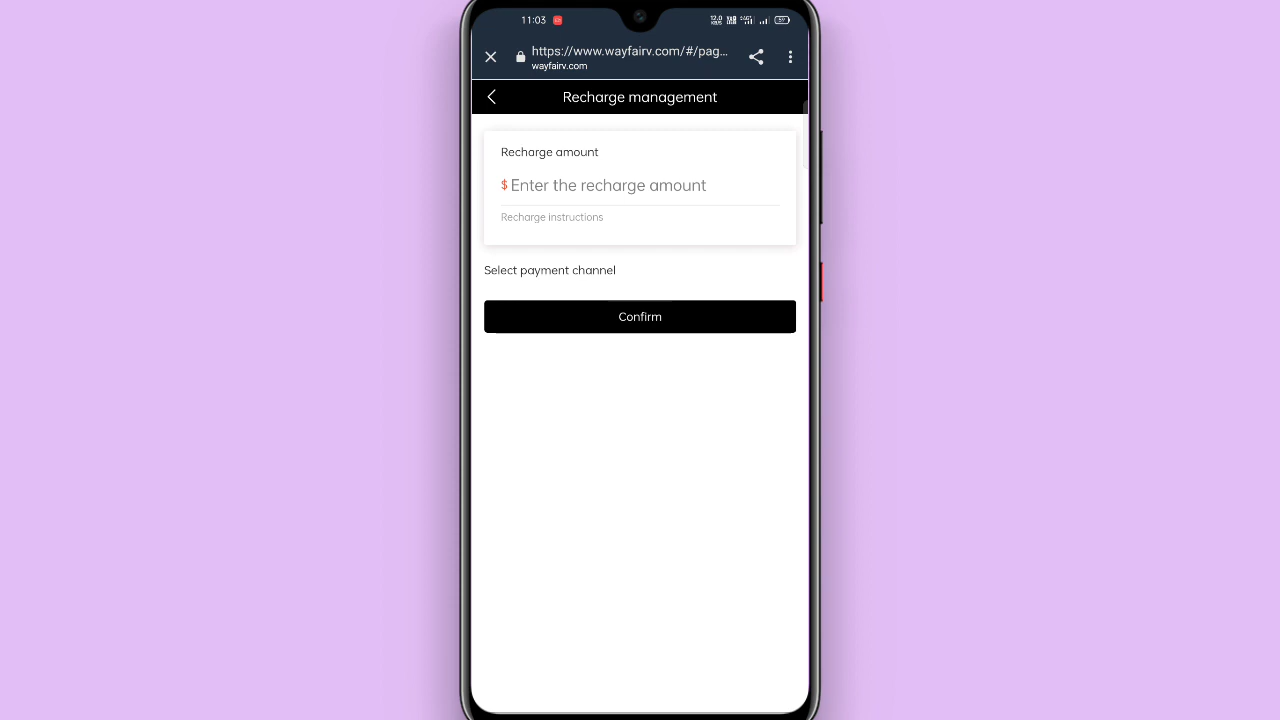 11:03
https://www.wayfairv.com/#/pag...
wayfairv.com
Recharge management
Recharge amount
$ Enter the recharge amount
Recharge instructions
Select payment channel
Confirm